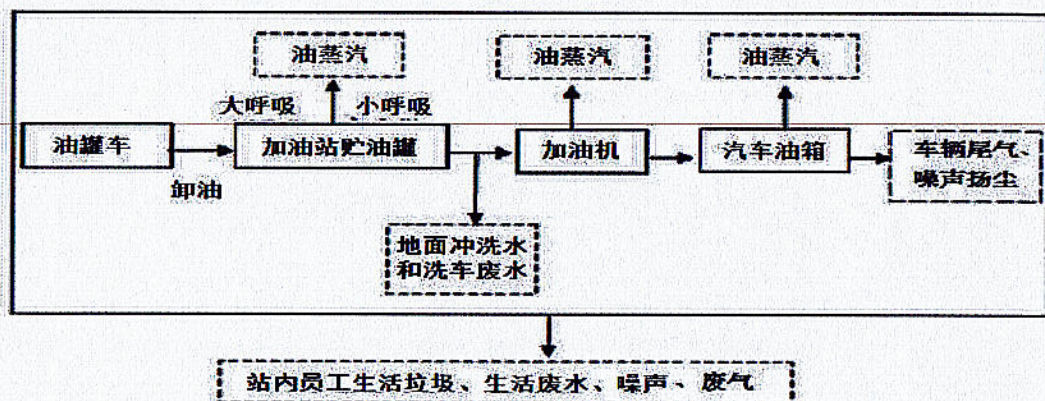 油蒸汽
油蒸汽
油蒸汽
大呼吸
小呼吸
油罐车
加油站贮油罐
加油机
汽车油箱
车辆尾气、
噪声扬尘
卸油
地面冲洗水
和洗车废水
站内员工生活垃圾、生活废水、噪声、废气